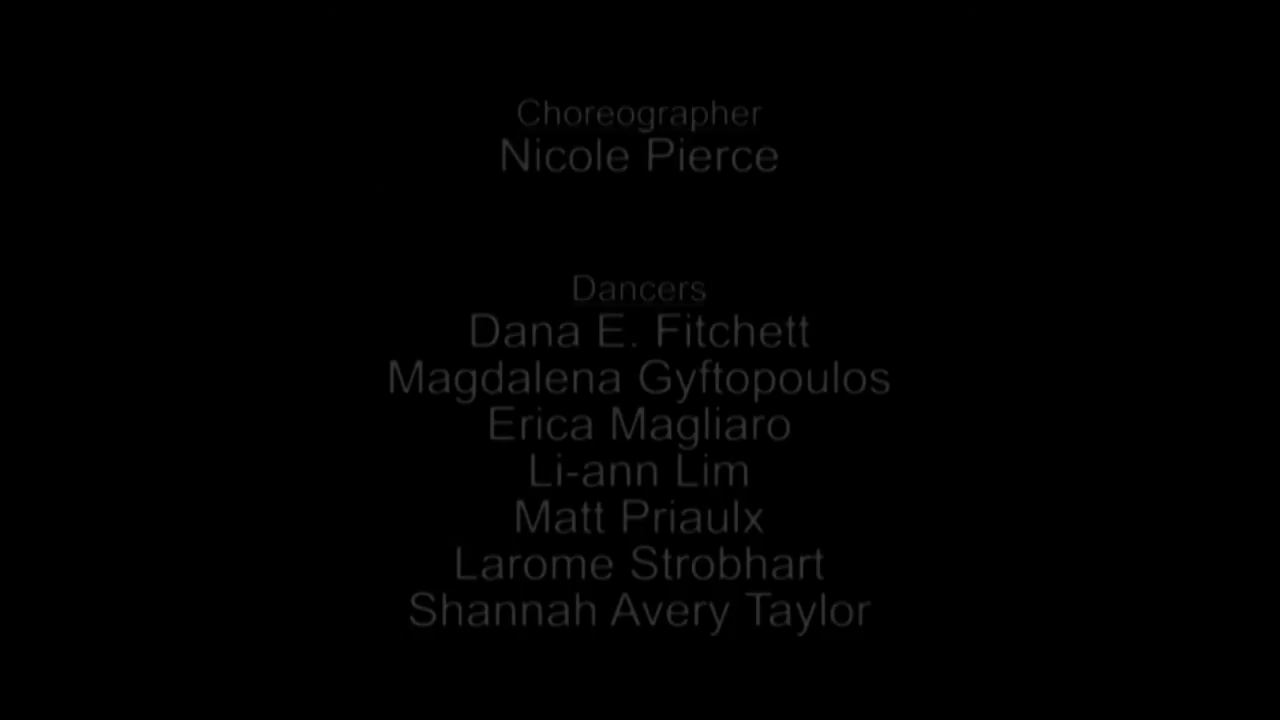 Choreographer
Nicole Pierce
Dancers
Dana E. Fitchett
Magdalena Gyftopoulos
Erica Magliaro
Li-ann Lim
Matt Priaulx
Larome Strobhart
Shannah Avery Taylor